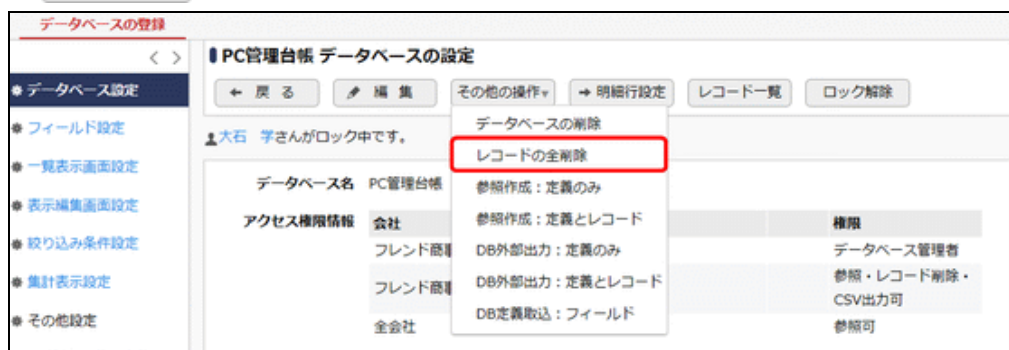 データベースの登録
< >
データベース設定
フィールド設定
一覧表示画面設定
表示編集画面設定
絞り込み条件設定
集計表示設定
その他設定
PC管理台帳 データベースの設定
← 戻 る
編 集
その他の操作▾
→ 明細行設定
レコード一覧
ロック解除
大石 学さんがロック中です。
データベースの削除
レコードの全削除
参照作成：定義のみ
参照作成：定義とレコード
DB外部出力：定義のみ
DB外部出力：定義とレコード
DB定義取込：フィールド
データベース名 PC管理台帳
アクセス権限情報 会社 権限
フレンド商 データベース管理者
フレンド商 参照・レコード削除・
CSV出力可
全会社 参照可